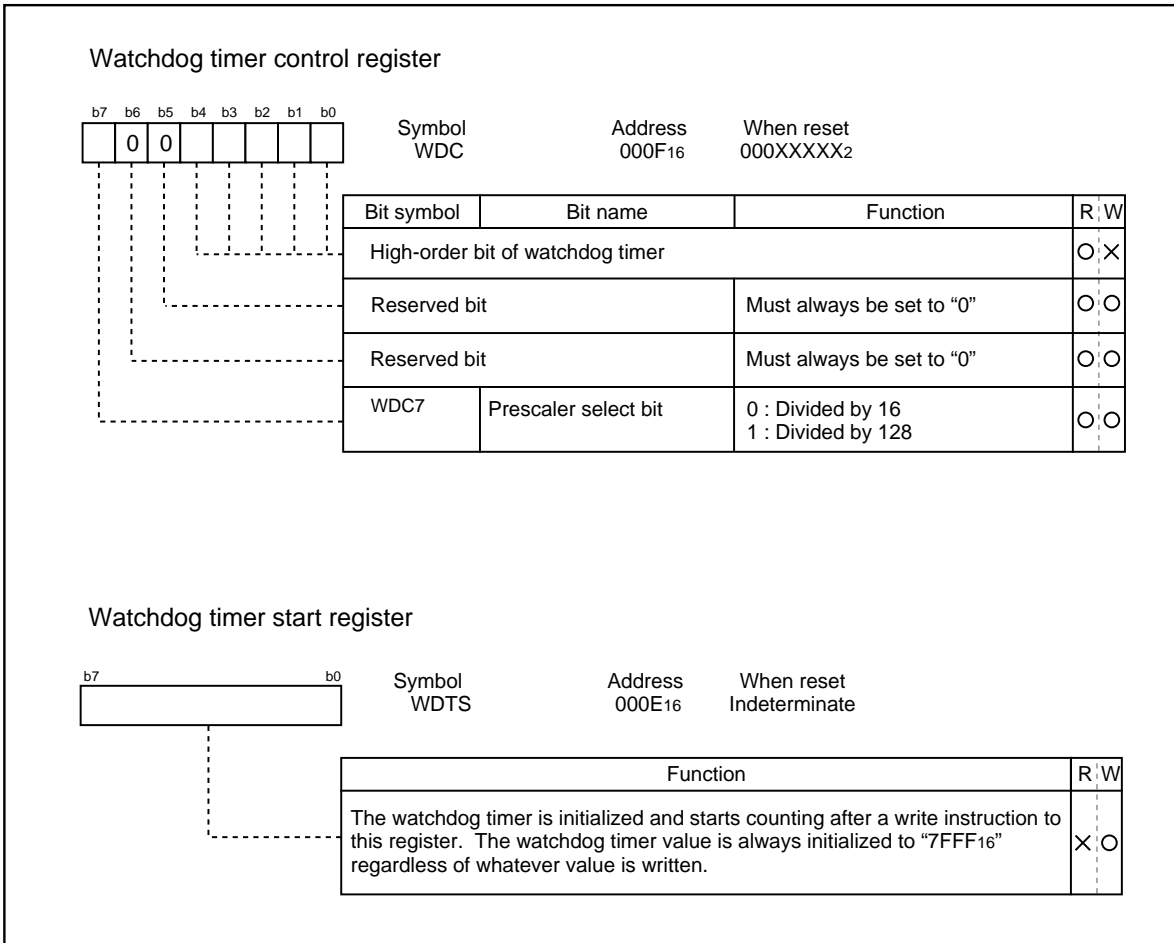 Watchdog timer control register
b7 b6 b5 b4 b3 b2 b1 b0
0 0
Symbol Address When reset
WDC 000F16 000XXXXX2
Bit symbol Bit name Function R W
High-order bit of watchdog timer
Reserved bit Must always be set to “0”
Reserved bit Must always be set to “0”
WDC7 Prescaler select bit 0 : Divided by 16
1 : Divided by 128
Watchdog timer start register
b7 b0
Symbol Address When reset
WDTS 000E16 Indeterminate
Function R W
The watchdog timer is initialized and starts counting after a write instruction to
this register. The watchdog timer value is always initialized to “7FFF16”
regardless of whatever value is written.